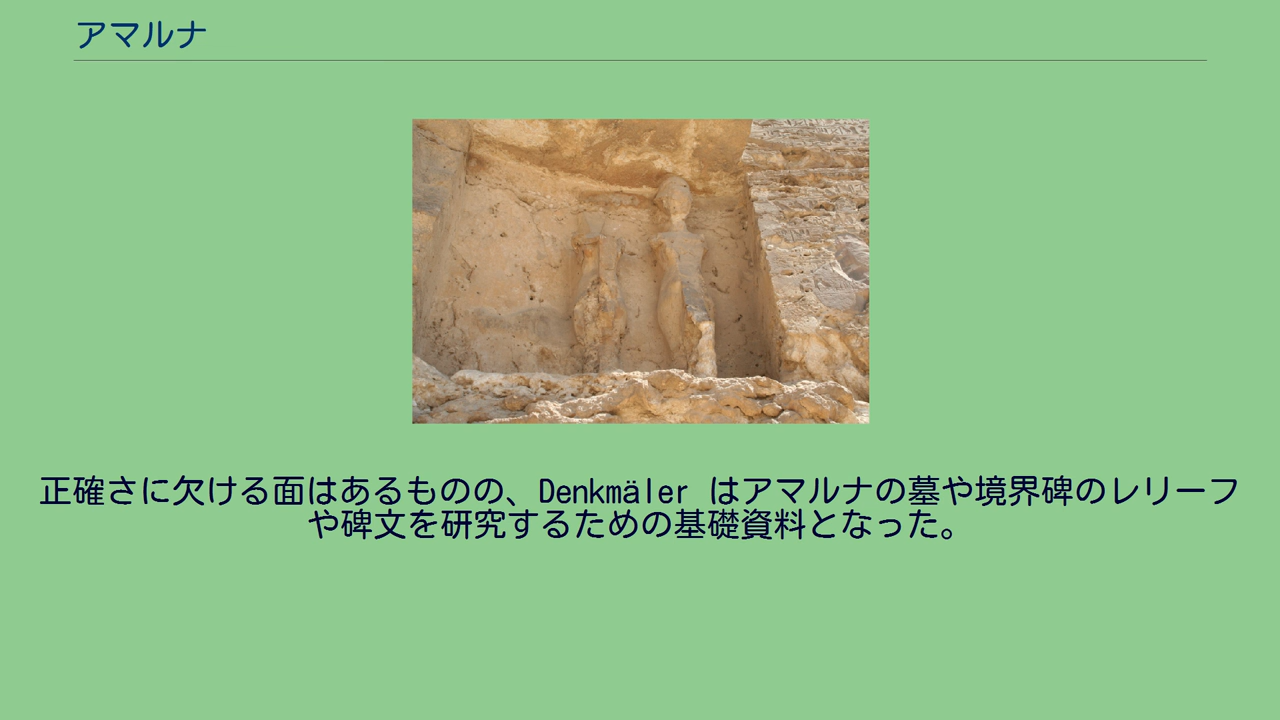 アマルナ
正確さに欠ける面はあるものの、Denkmäler はアマルナの墓や境界碑のレリーフ
や碑文を研究するための基礎資料となった。